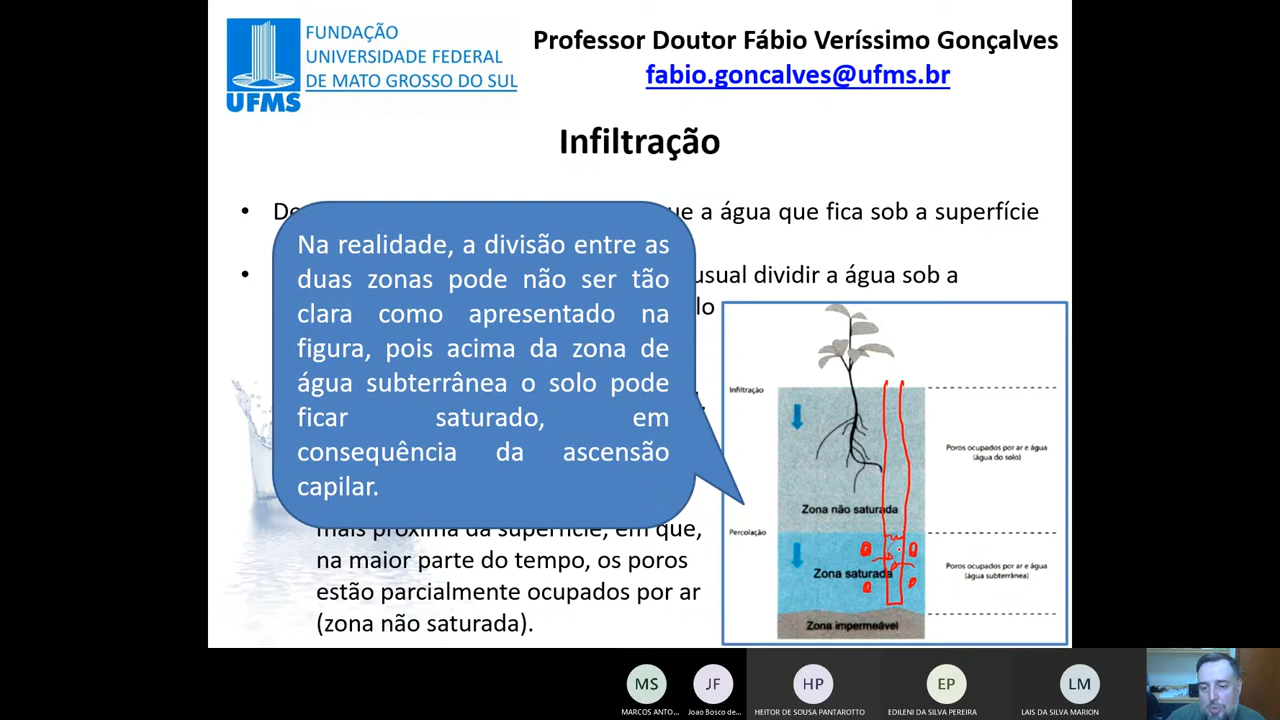 FUNDAÇÃO
UNIVERSIDADE FEDERAL
DE MATO GROSSO DO SUL
UFMS
Professor Doutor Fábio Veríssimo Gonçalves
fabio.goncalves@ufms.br
Infiltração
• ue a água que fica sob a superfície
• usual dividir a água sob a
lo
Na realidade, a divisão entre as
duas zonas pode não ser tão
clara como apresentado na
figura, pois acima da zona de
água subterrânea o solo pode
ficar saturado, em
consequência da ascensão
capilar.
mais próxima da superfície, em que,
na maior parte do tempo, os poros
estão parcialmente ocupados por ar
(zona não saturada).
Infiltração
Poros ocupados por ar e água
(água do solo)
Zona não saturada
Percolação
Zona saturada
Poros ocupados por ar e água
(água subterrânea)
Zona impermeável
MS
JF
HP
EP
LM
MARCOS ANTO...
Joao Bosco de...
HEITOR DE SOUSA PANTAROTTO
EDILENI DA SILVA PEREIRA
LAIS DA SILVA MARION